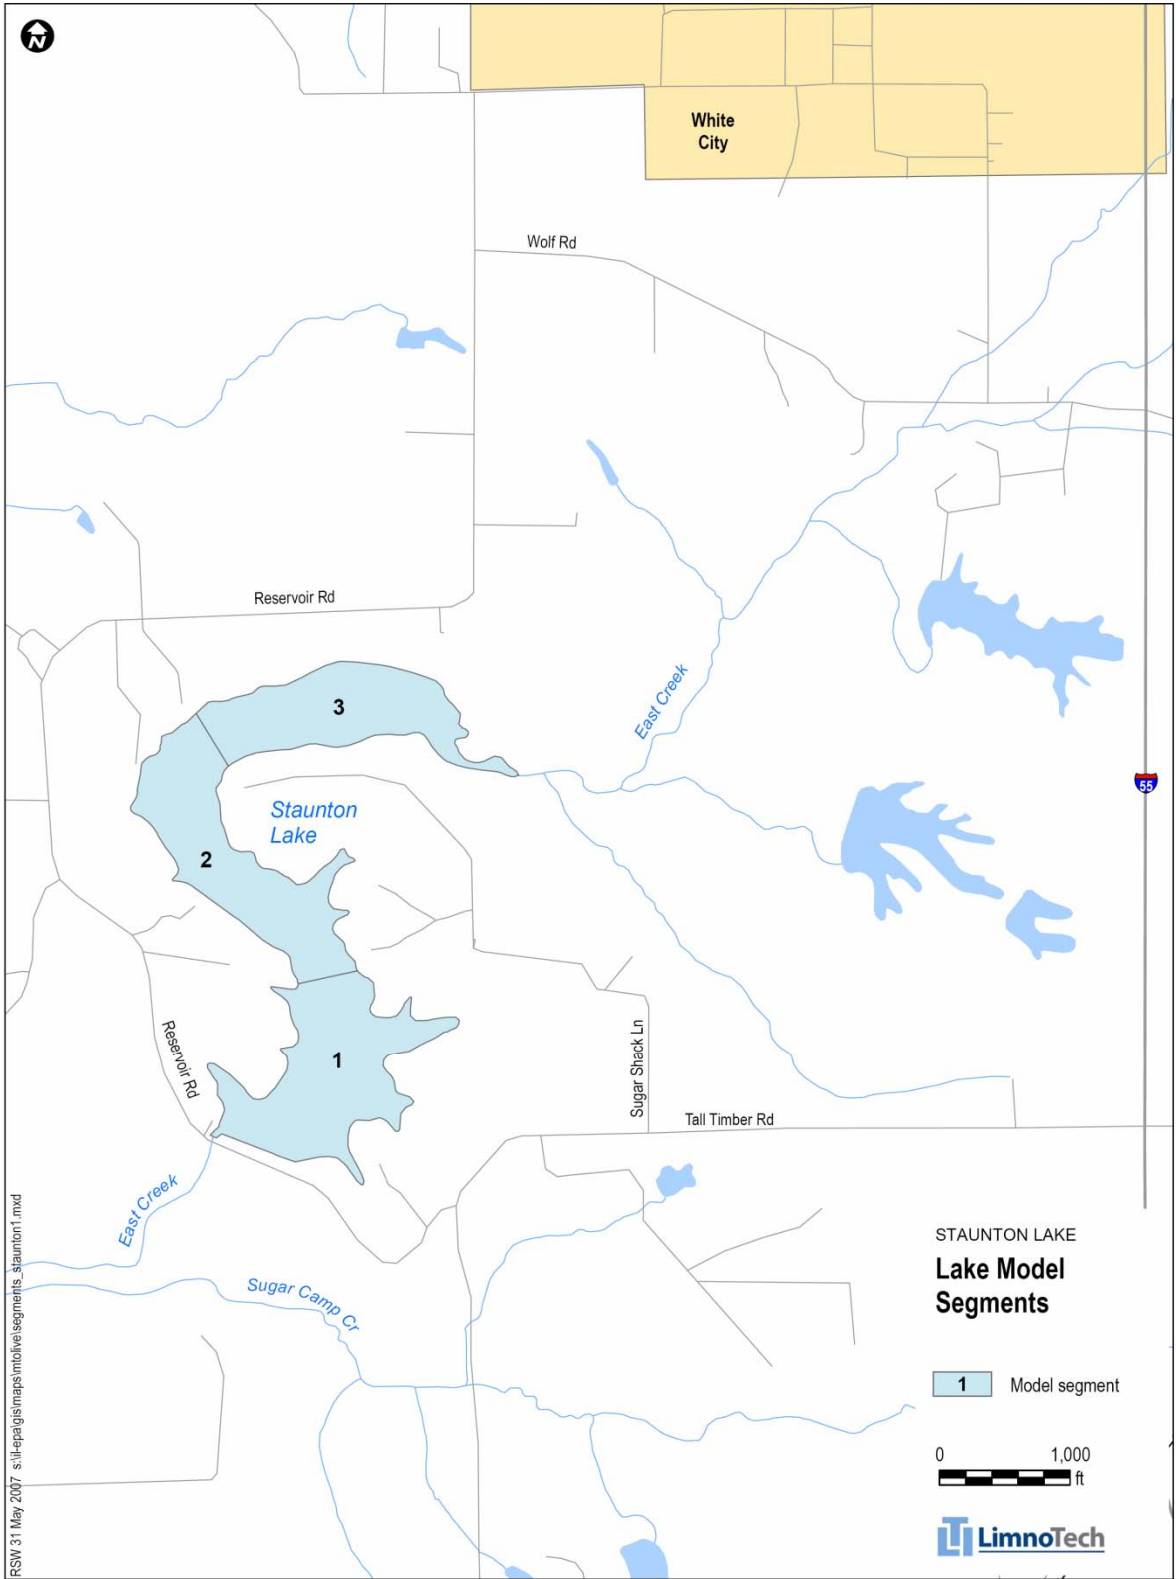 N
White
City
Wolf Rd
Reservoir Rd
East Creek
3
55
Staunton
Lake
2
1
Reservoir Rd
Sugar Shack Ln
Tall Timber Rd
East Creek
Sugar Camp Cr
STAUNTON LAKE
Lake Model
Segments
1 Model segment
0 1,000
ft
LTI LimnoTech
RSW 31 May 2007 s:\il-epa\gis\maps\mtolive\segments_staunton1.mxd